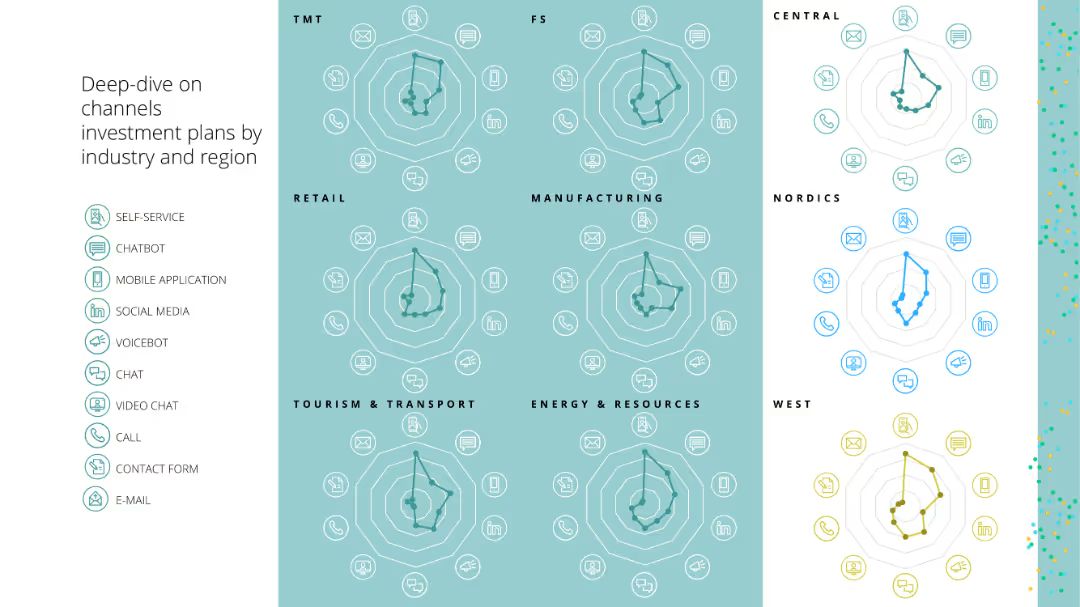 Deep-dive on
channels
investment plans by
industry and region
SELF-SERVICE
CHATBOT
MOBILE APPLICATION
SOCIAL MEDIA
VOICEBOT
CHAT
VIDEO CHAT
CALL
CONTACT FORM
E-MAIL
TMT
FS
CENTRAL
RETAIL
MANUFACTURING
NORDICS
TOURISM & TRANSPORT
ENERGY & RESOURCES
WEST